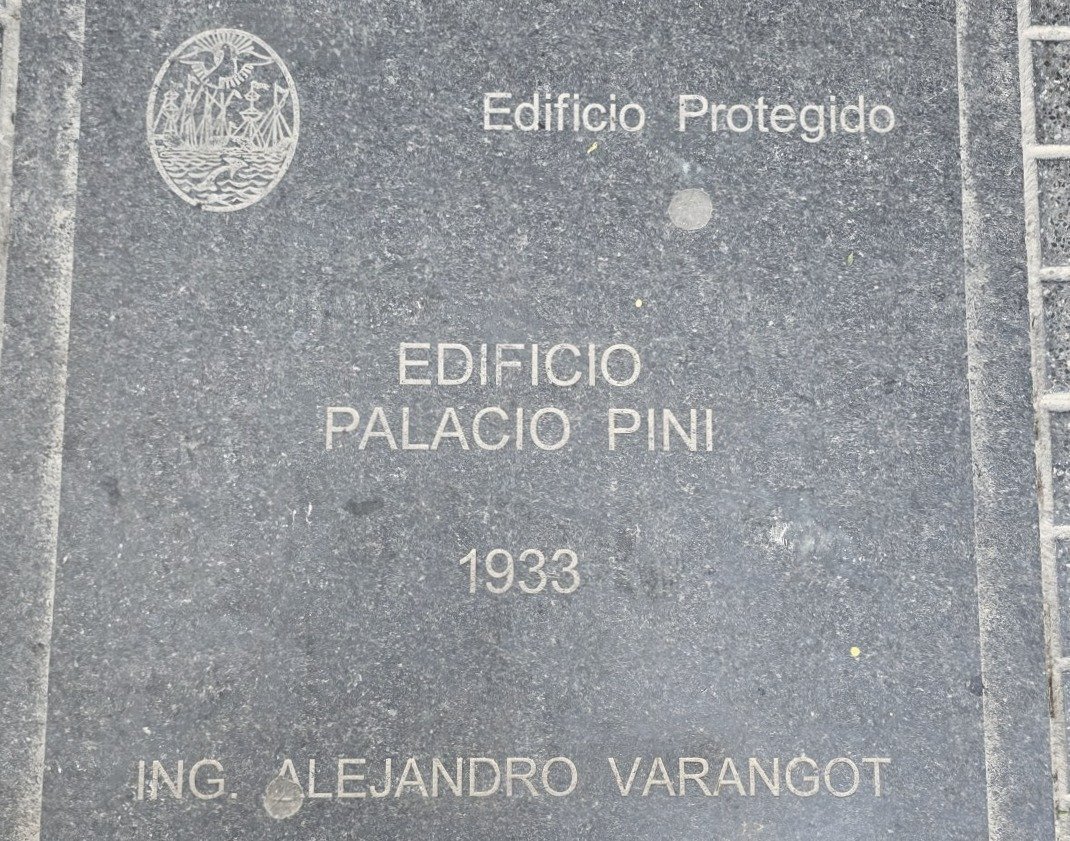 Edificio Protegido
EDIFICIO
PALACIO PINI
1933
ING. ALEJANDRO VARANGOT